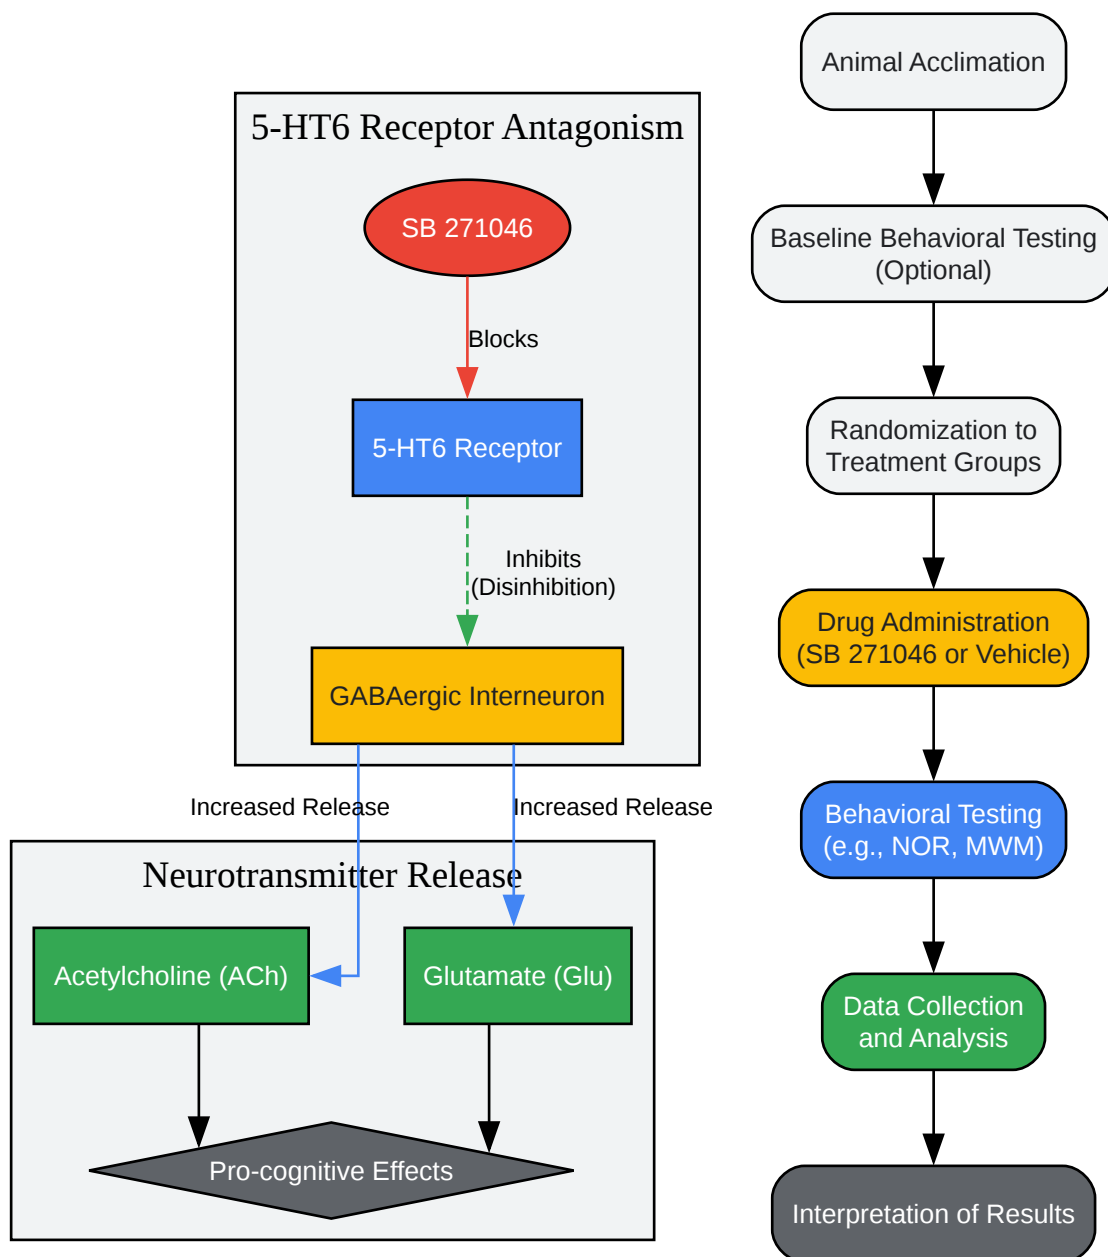 5-HT6 Receptor Antagonism
SB 271046
Blocks
5-HT6 Receptor
Inhibits
(Disinhibition)
GABAergic Interneuron
Increased Release
Increased Release
Neurotransmitter Release
Acetylcholine (ACh)
Glutamate (Glu)
Pro-cognitive Effects
Animal Acclimation
Baseline Behavioral Testing
(Optional)
Randomization to
Treatment Groups
Drug Administration
(SB 271046 or Vehicle)
Behavioral Testing
(e.g., NOR, MWM)
Data Collection
and Analysis
Interpretation of Results